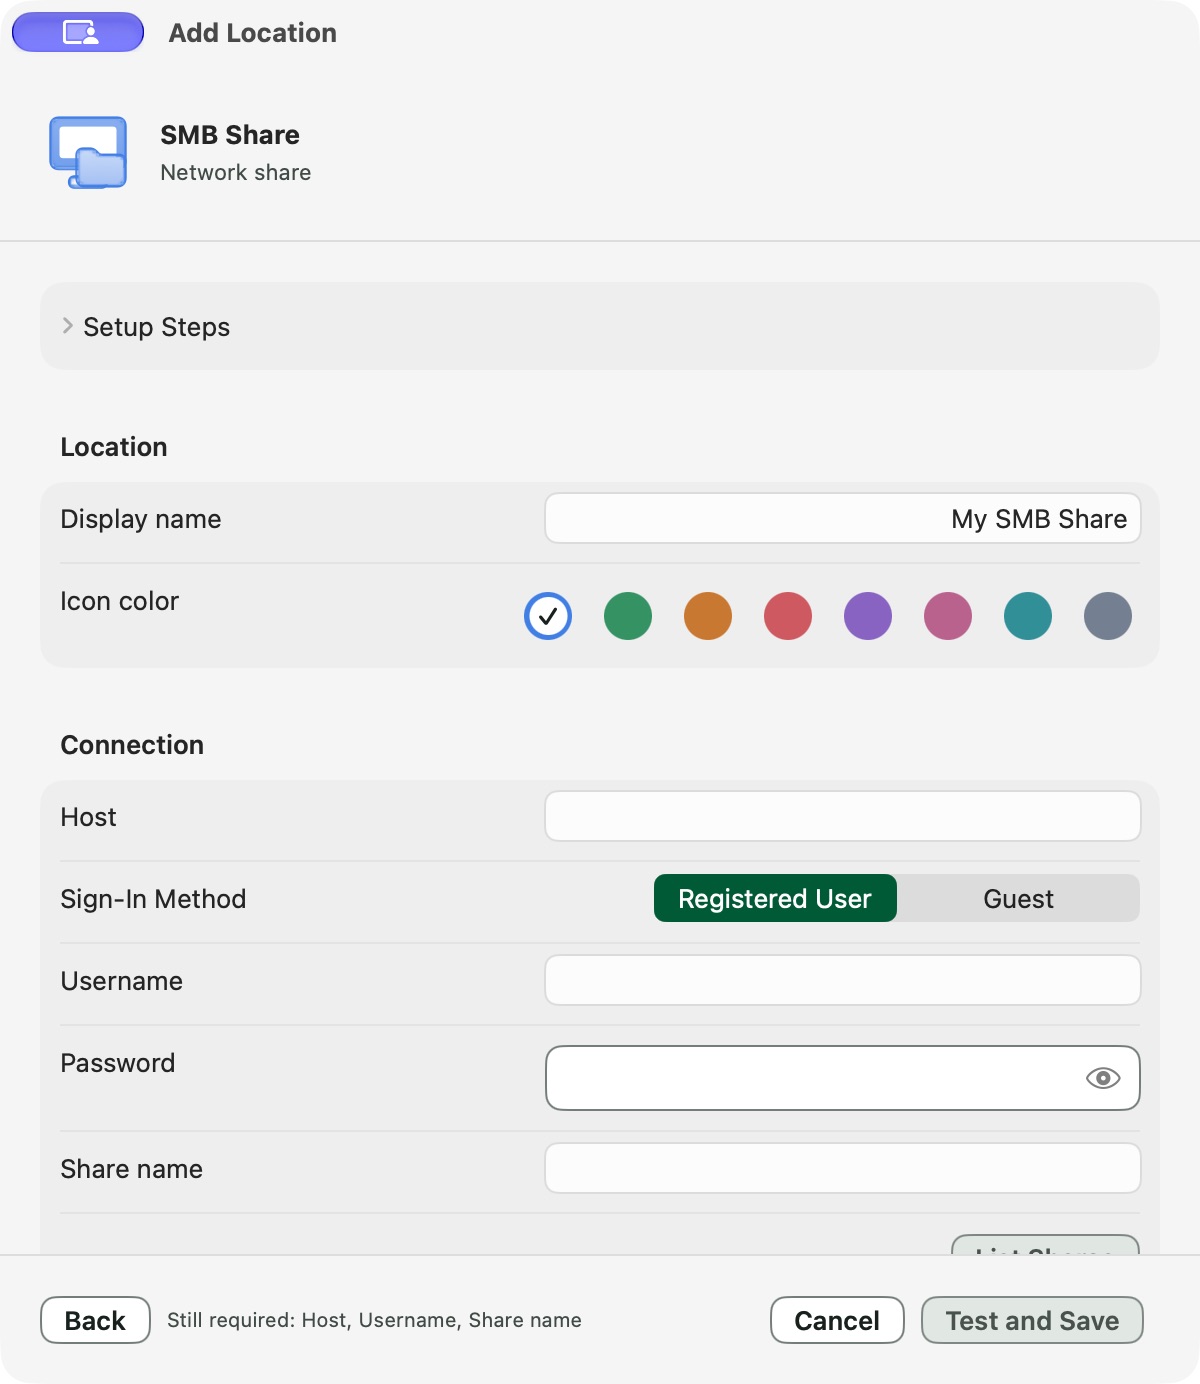 Add Location
SMB Share
Network share
Setup Steps
Location
Display name
My SMB Share
Icon color
Connection
Host
Sign-In Method
Registered User
Guest
Username
Password
Share name
Back
Still required: Host, Username, Share name
Cancel
Test and Save